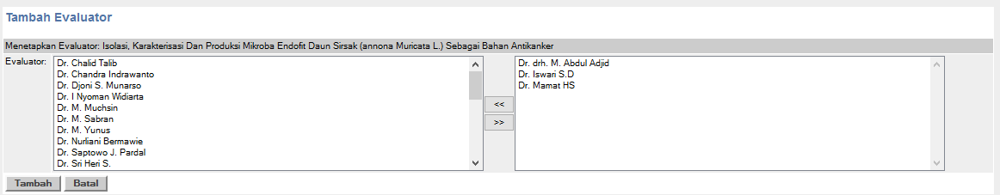 Tambah Evaluator
Menetapkan Evaluator: Isolasi, Karakterisasi Dan Produksi Mikroba Endofit Daun Sirsak (annona Muricata L.) Sebagai Bahan Antikanker
Evaluator:
Dr. Chalid Talib
Dr. Chandra Indrawanto
Dr. Djoni S. Munarso
Dr. I Nyoman Widiarta
Dr. M. Muchsin
Dr. M. Sabran
Dr. M. Yunus
Dr. Nurliani Bermawie
Dr. Saptowo J. Pardal
Dr. Sri Heri S.
<<
>>
Dr. drh. M. Abdul Adjid
Dr. Iswari S.D
Dr. Mamat HS
Tambah
Batal